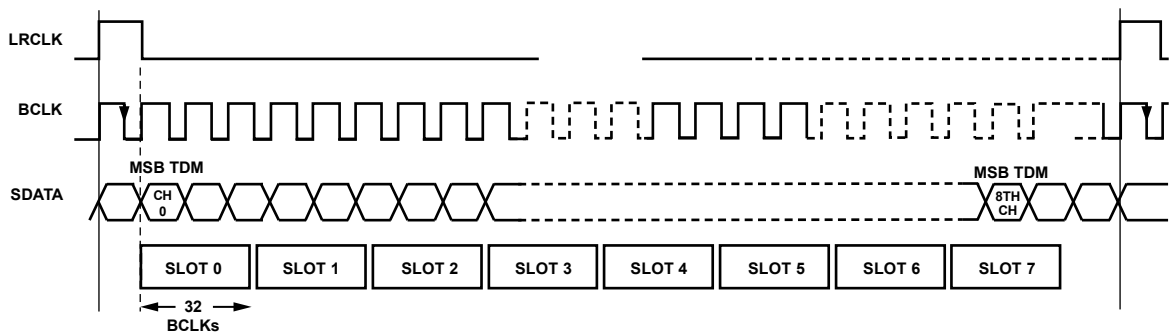 LRCLK
BCLK
MSB TDM
MSB TDM
SDATA
CH
0
8TH
CH
SLOT 0
SLOT 1
SLOT 2
SLOT 3
SLOT 4
SLOT 5
SLOT 6
SLOT 7
32
BCLKs